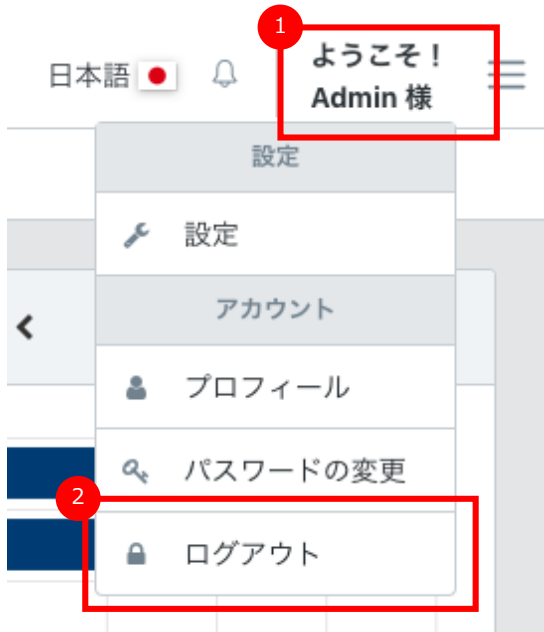 1
日本語
ようこそ！
Admin 様
設定
設定
アカウント
プロフィール
パスワードの変更
2
ログアウト